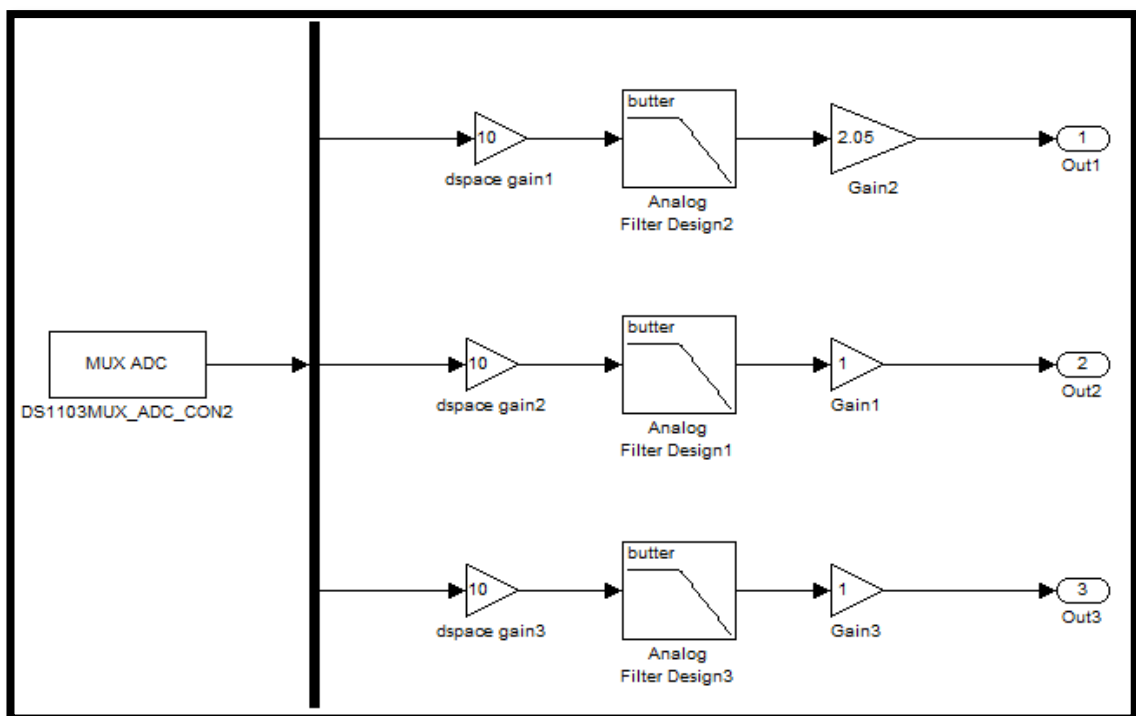 butter
10
2.05
1
dspace gain1
Gain2
Out1
Analog
Filter Design2
MUX ADC
DS1103MUX_ADC_CON2
butter
10
1
2
dspace gain2
Gain1
Out2
Analog
Filter Design1
butter
10
1
3
dspace gain3
Gain3
Out3
Analog
Filter Design3